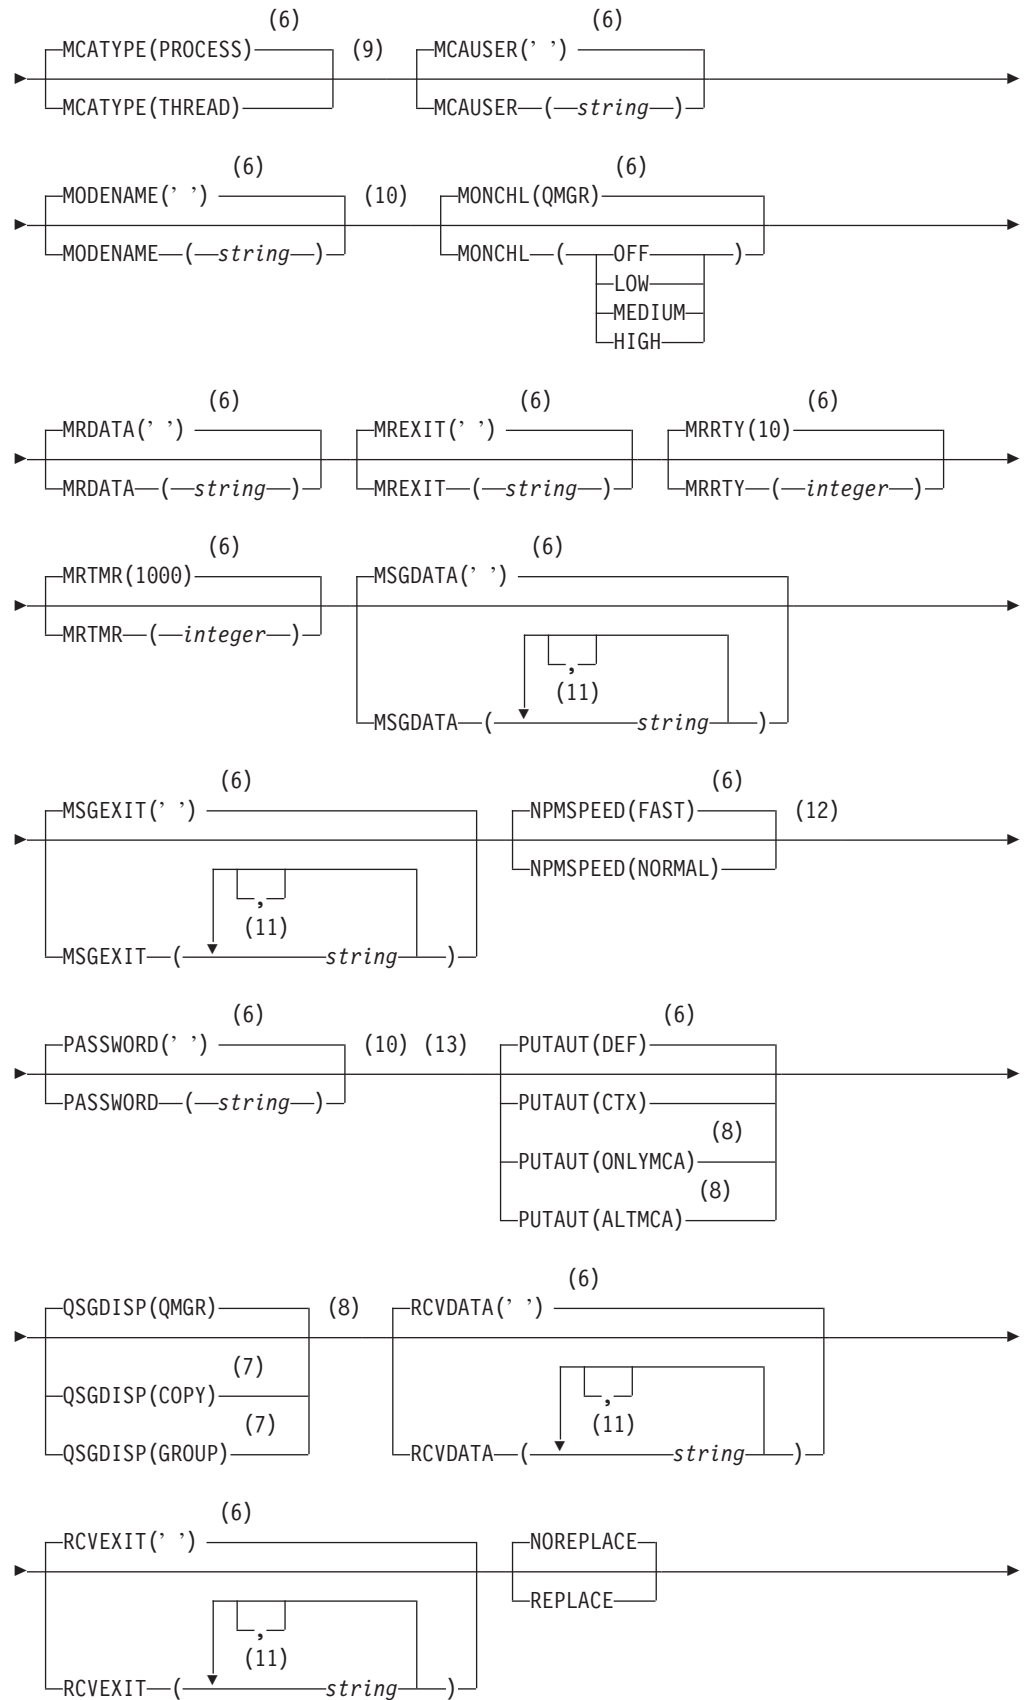 (6) (6)
MCATYPE(PROCESS) (9) MCAUSER(’ ’)
MCATYPE(THREAD) MCAUSER (string)
(6) (6)
MODENAME(’ ’) (10) MONCHL(QMGR)
MODENAME (string) MONCHL ( OFF )
LOW
MEDIUM
HIGH
(6) (6) (6)
MRDATA(’ ’) MREXIT(’ ’) MRRTY(10)
MRDATA (string) MREXIT (string) MRRTY (integer)
(6) (6)
MRTMR(1000) MSGDATA(’ ’)
MRTMR (integer)
,
(11)
MSGDATA ( string )
(6) (6)
MSGEXIT(’ ’) NPMSPEED(FAST) (12)
NPMSPEED(NORMAL)
,
(11)
MSGEXIT ( string )
(6) (6)
PASSWORD(’ ’) (10) (13) PUTAUT(DEF)
PASSWORD (string) PUTAUT(CTX)
(8)
PUTAUT(ONLYMCA)
(8)
PUTAUT(ALTMCA)
(6)
QSGDISP(QMGR) (8) RCVDATA(’ ’)
(7)
QSGDISP(COPY) ,
(7) (11)
QSGDISP(GROUP) RCVDATA ( string )
(6)
RCVEXIT(’ ’) NOREPLACE
REPLACE
,
(11)
RCVEXIT ( string )